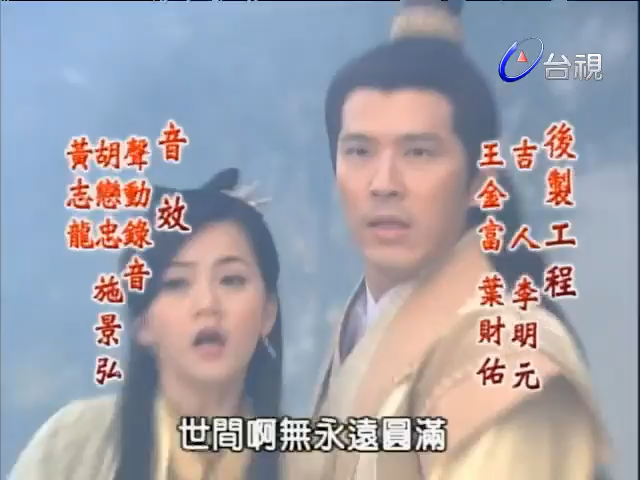 台視
後製工程
吉人 李明元
王金富 葉財佑
音效
聲動錄音
胡戀忠 施景弘
黃志龍
世間啊無永遠圓滿